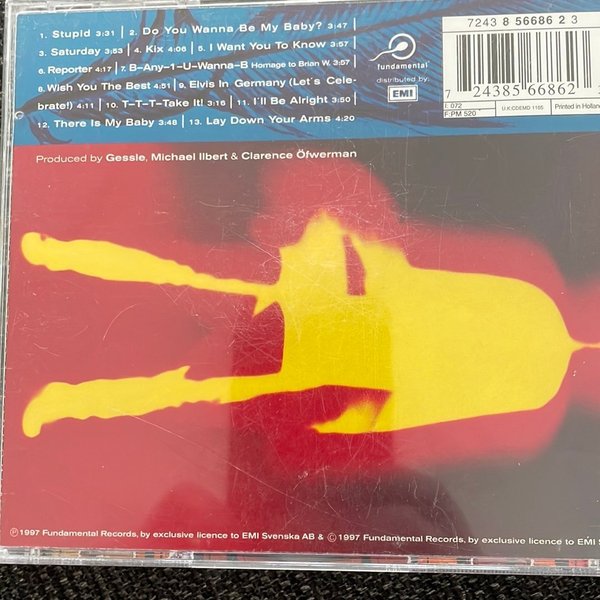 1. Stupid 3:31 | 2. Do You Wanna Be My Baby? 3:47
3. Saturday 3:53 | 4. Kix 4:06 | 5. I Want You To Know 3:57
6. Reporter 4:17 | 7. B-Any-1-U-Wanna-B Homage to Brian W. 3:57
8. Wish You The Best 4:51 | 9. Elvis In Germany (Let's Cele-
brate!) 4:11 | 10. T-T-T-Take It! 3:16 | 11. I'll Be Alright 3:50
12. There Is My Baby 3:48 | 13. Lay Down Your Arms 4:20
fundamental
distributed by:
EMI
7243 8 56686 2 3
7 24385 66862
I: 072
F:PM 520
U.K:CDEMD 1105
Printed in Holland
Produced by Gessle, Michael Ilbert & Clarence Öfwerman
℗ 1997 Fundamental Records, by exclusive licence to EMI Svenska AB & © 1997 Fundamental Records, by exclusive licence to EMI S